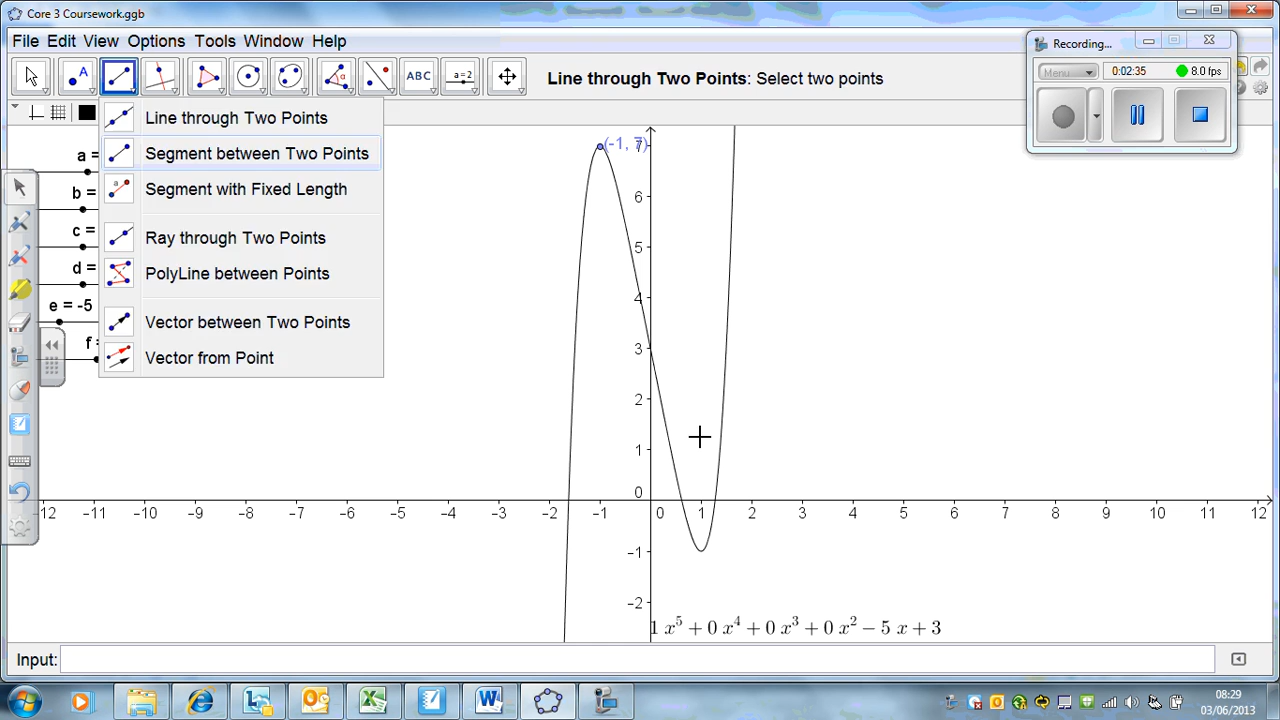 Core 3 Coursework.ggb
File Edit View Options Tools Window Help
Recording...
Menu
0:02:35
8.0 fps
A
a
ABC
a=2
Line through Two Points: Select two points
Line through Two Points
Segment between Two Points
Segment with Fixed Length
Ray through Two Points
PolyLine between Points
Vector between Two Points
Vector from Point
a =
b =
c =
d =
e = -5
f =
(-1, 7)
7
6
5
4
3
2
1
0
-1
-2
-12 -11 -10 -9 -8 -7 -6 -5 -4 -3 -2 -1 0 1 2 3 4 5 6 7 8 9 10 11 12
1 x⁵ + 0 x⁴ + 0 x³ + 0 x² − 5 x + 3
Input:
08:29
03/06/2013